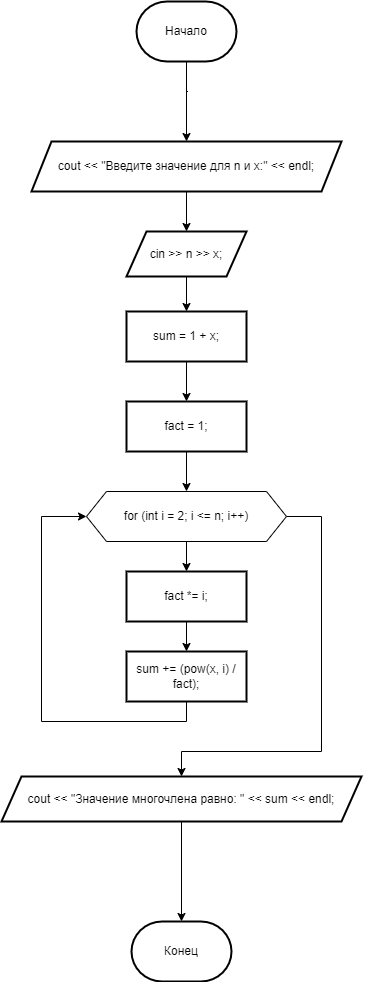 Начало
cout << "Введите значение для n и x:" << endl;
cin >> n >> x;
sum = 1 + x;
fact = 1;
for (int i = 2; i <= n; i++)
fact *= i;
sum += (pow(x, i) /
fact);
cout << "Значение многочлена равно: " << sum << endl;
Конец